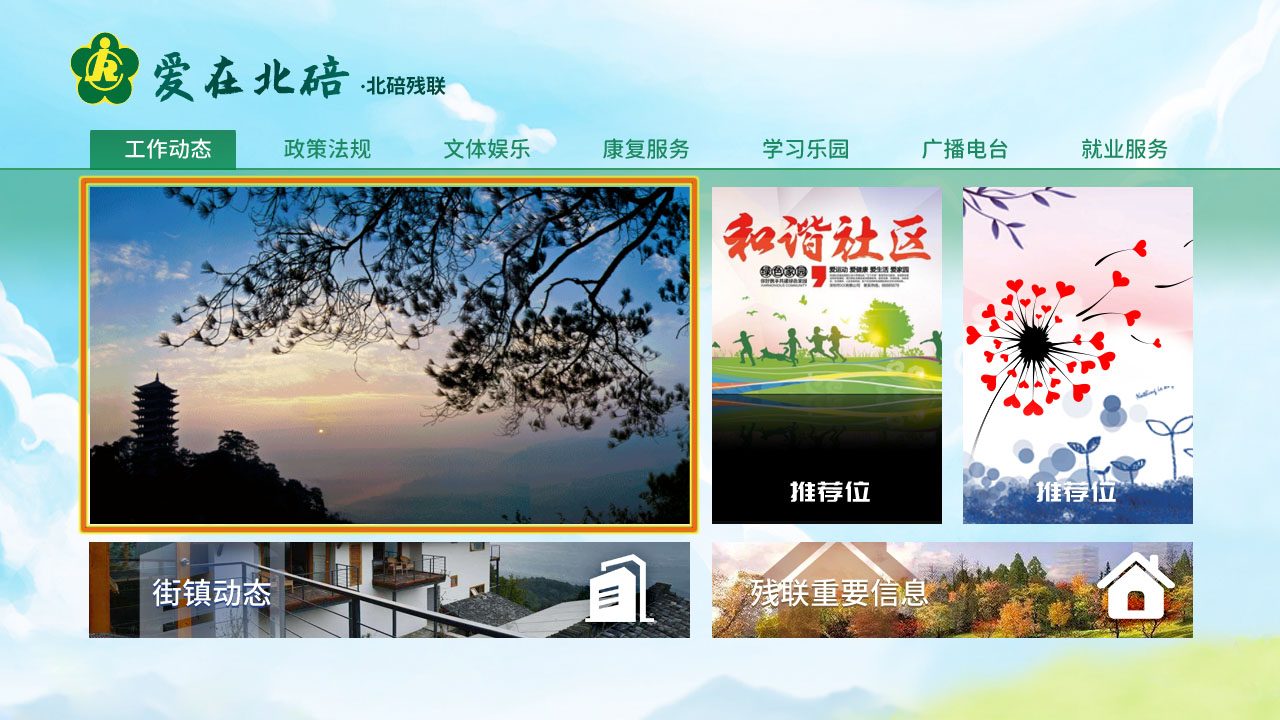 爱在北碚
·北碚残联
工作动态
政策法规
文体娱乐
康复服务
学习乐园
广播电台
就业服务
和谐社区
绿色家园
爱运动 爱健康 爱生活 爱家园
推荐位
推荐位
街镇动态
残联重要信息